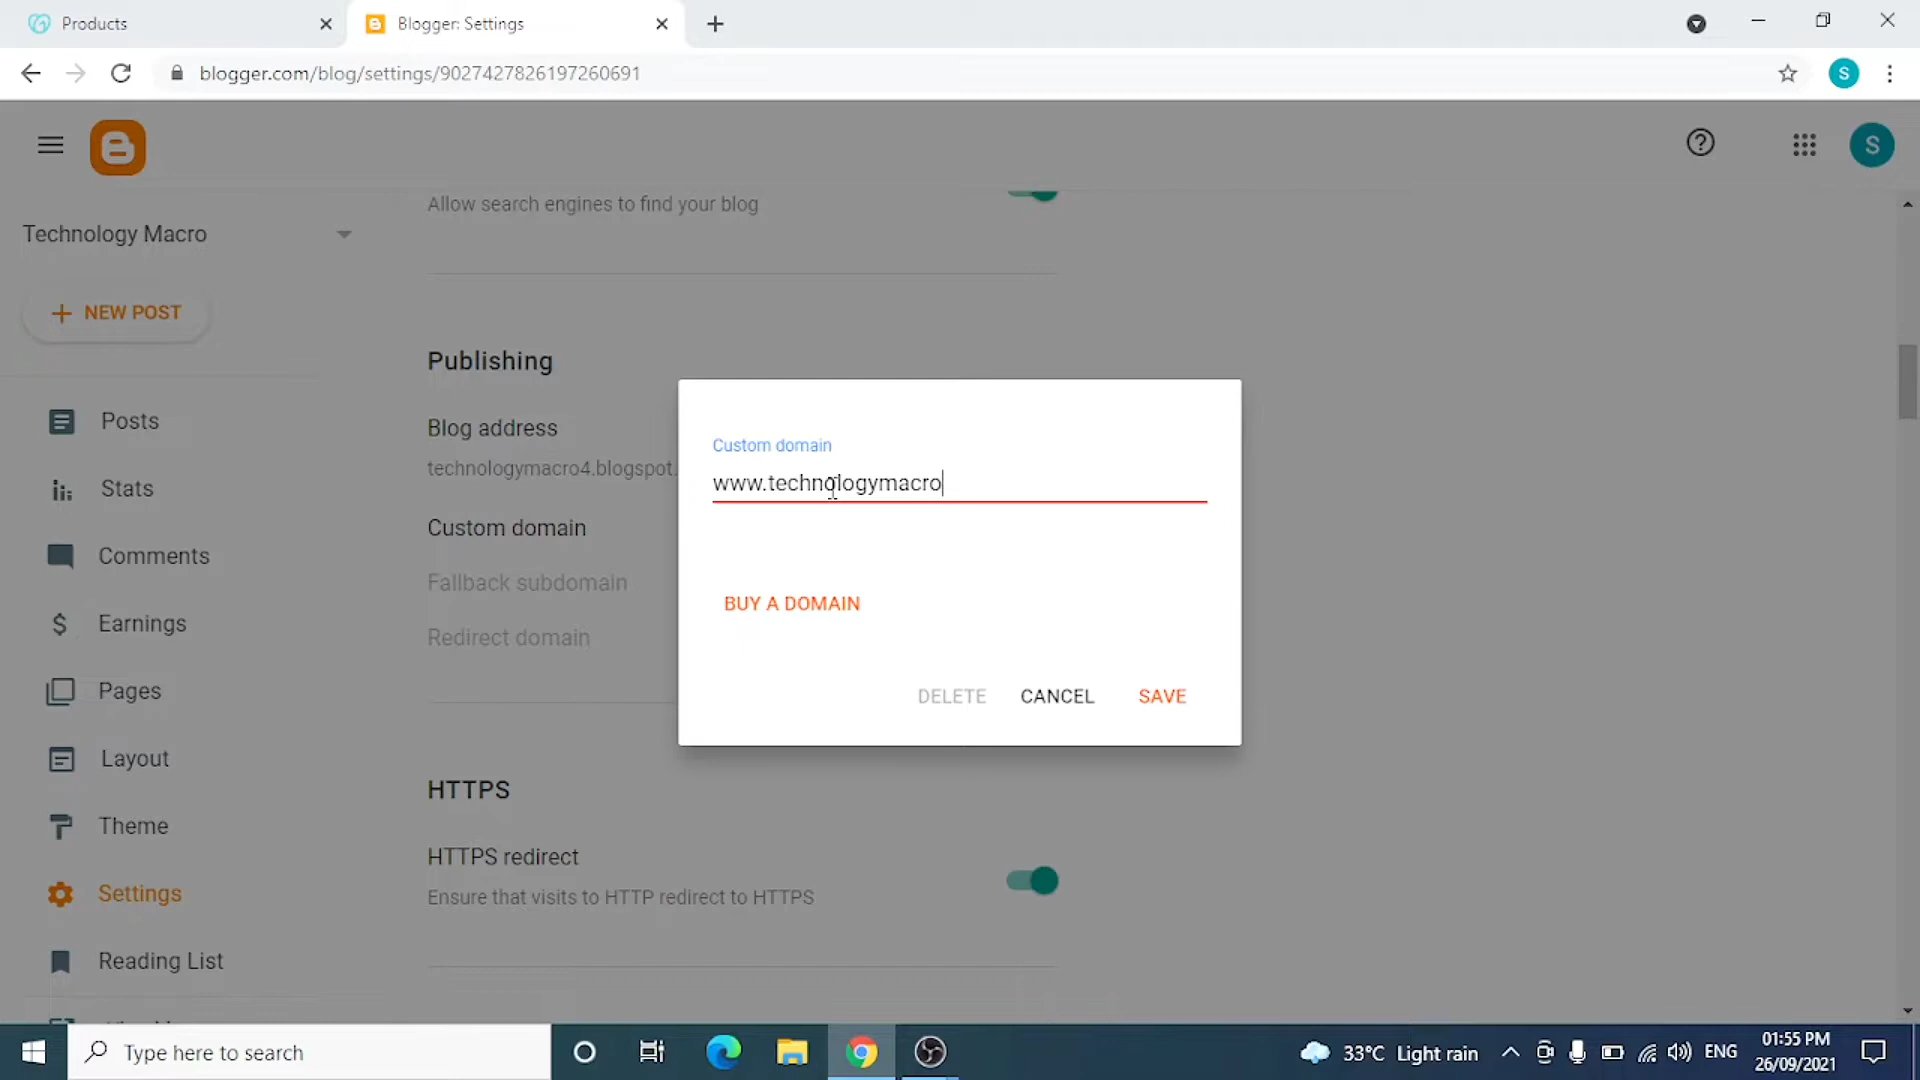 Products
Blogger: Settings
blogger.com/blog/settings/9027427826197260691
S
S
Technology Macro
NEW POST
Posts
Stats
Comments
Earnings
Pages
Layout
Theme
Settings
Reading List
Allow search engines to find your blog
Publishing
Blog address
technologymacro4.blogspot.
Custom domain
Fallback subdomain
Redirect domain
HTTPS
HTTPS redirect
Ensure that visits to HTTP redirect to HTTPS
Custom domain
www.technologymacro
BUY A DOMAIN
DELETE CANCEL SAVE
Type here to search
33°C Light rain
ENG
01:55 PM
26/09/2021